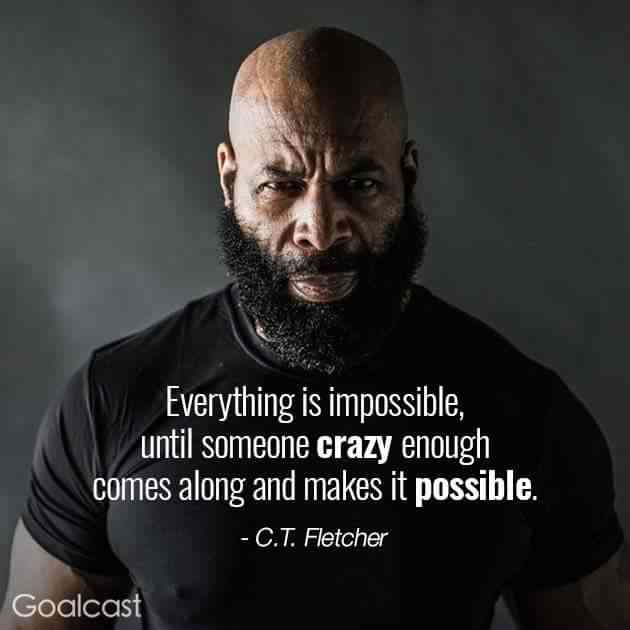 Everything is impossible,
until someone crazy enough
comes along and makes it possible.
- C.T. Fletcher
Goalcast